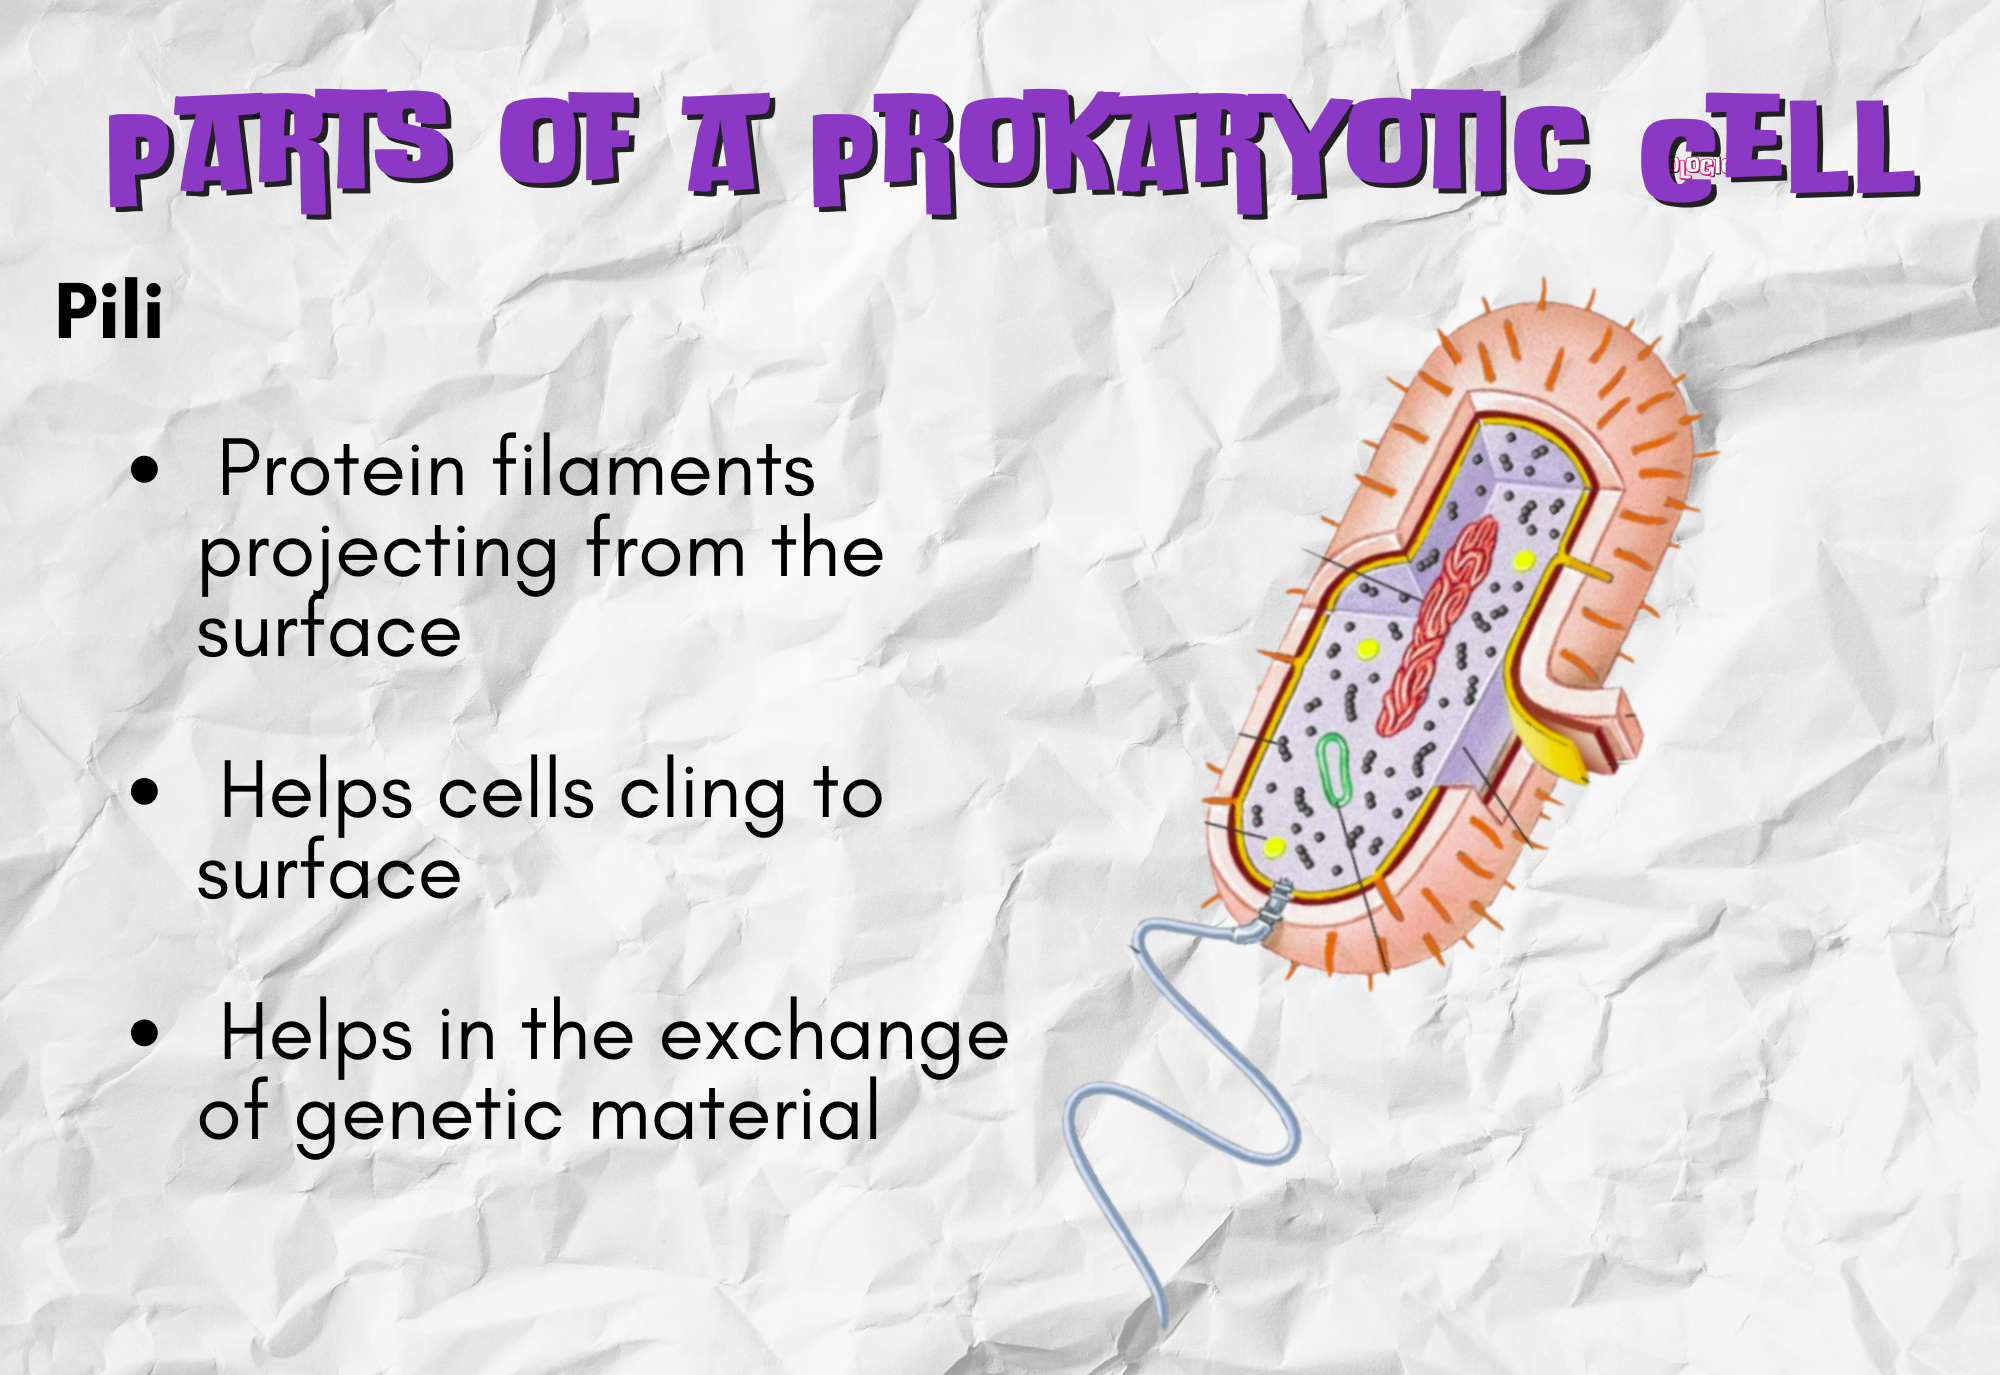 PARTS OF A PROKARYOTIC CELL
Pili
• Protein filaments
projecting from the
surface
• Helps cells cling to
surface
• Helps in the exchange
of genetic material